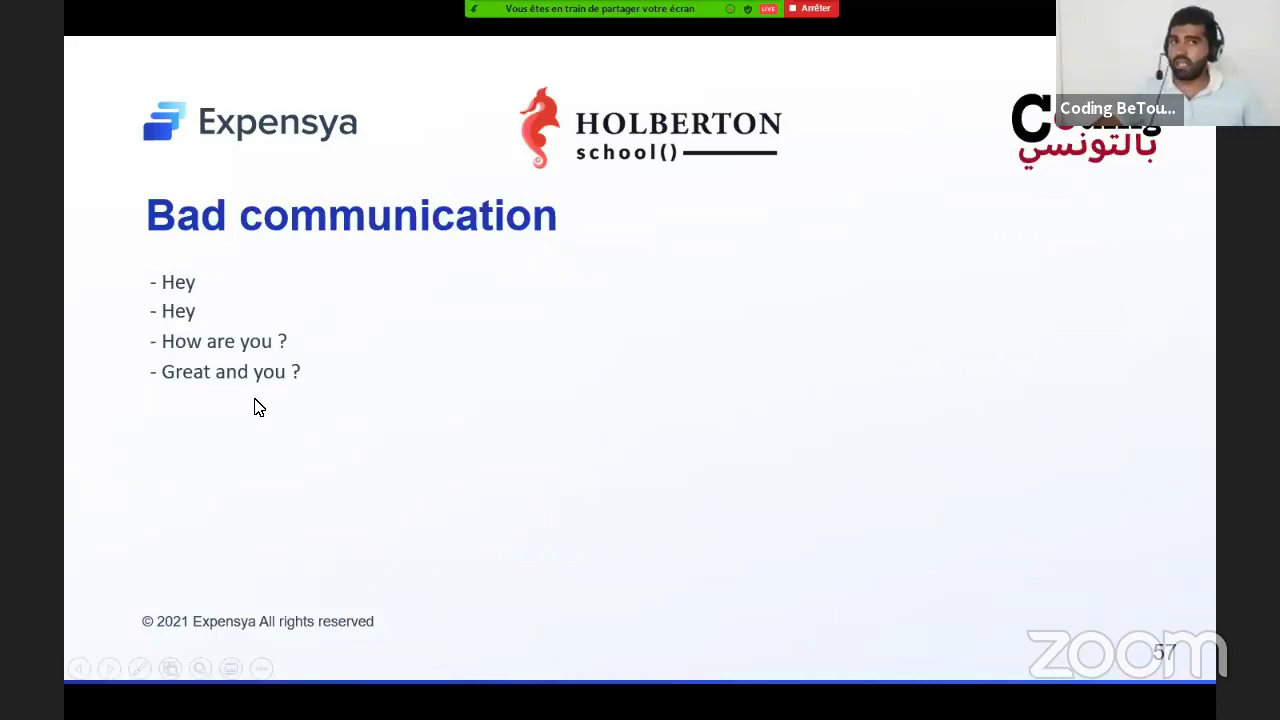 Vous êtes en train de partager votre écran
LIVE
Arrêter
Expensya
HOLBERTON
school()
Coding BeTou...
بالتونسي
Bad communication
- Hey
- Hey
- How are you ?
- Great and you ?
© 2021 Expensya All rights reserved
zoom
57